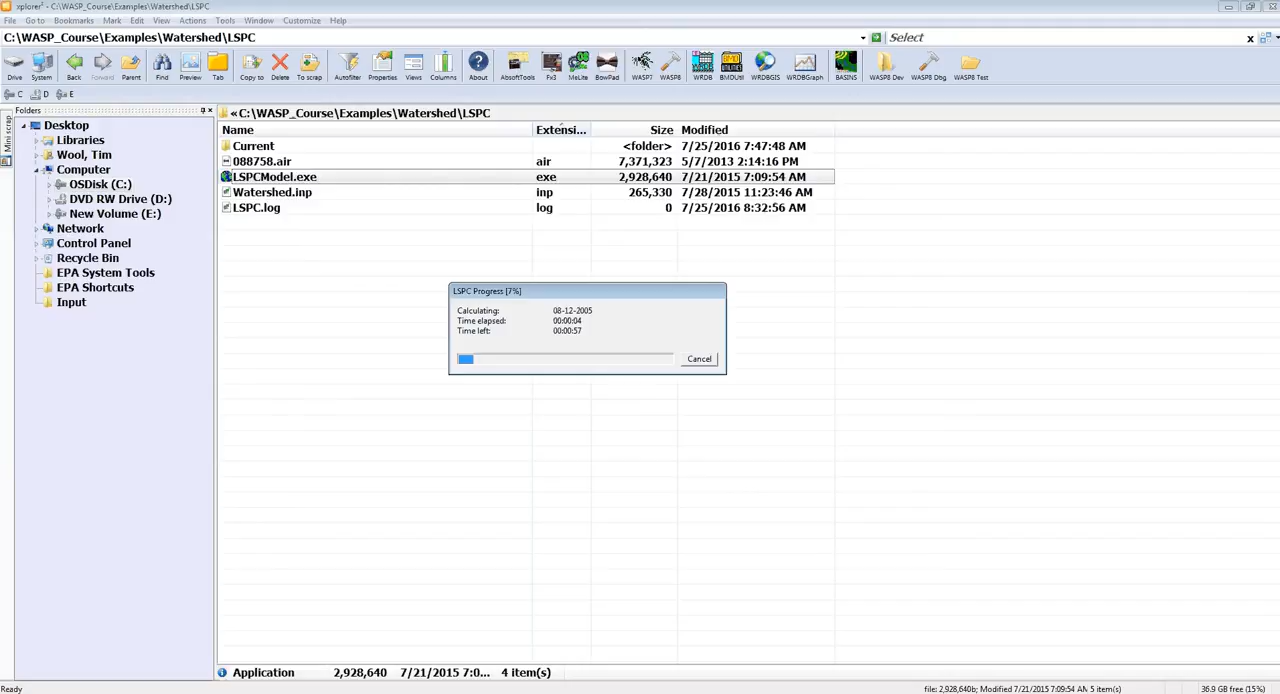 xplorer² - C:\WASP_Course\Examples\Watershed\LSPC
File Go to Bookmarks Mark Edit View Actions Tools Window Customize Help
C:\WASP_Course\Examples\Watershed\LSPC Select x
Drive System Back Forward Parent Find Preview Tab Copy to Delete To scrap Autofilter Properties Views Columns About AbsoftTools Fx3 MeLite BowPad WASP7 WASP8 WRDB BMDUtil WRDBGIS WRDBGraph BASINS WASP8 Dev WASP8 Dbg WASP8 Test
C D E
Folders
Mini scrap
« C:\WASP_Course\Examples\Watershed\LSPC
Desktop
Libraries
Wool, Tim
Computer
OSDisk (C:)
DVD RW Drive (D:)
New Volume (E:)
Network
Control Panel
Recycle Bin
EPA System Tools
EPA Shortcuts
Input
Name Extensi... Size Modified
Current <folder> 7/25/2016 7:47:48 AM
088758.air air 7,371,323 5/7/2013 2:14:16 PM
LSPCModel.exe exe 2,928,640 7/21/2015 7:09:54 AM
Watershed.inp inp 265,330 7/28/2015 11:23:46 AM
LSPC.log log 0 7/25/2016 8:32:56 AM
LSPC Progress [7%]
Calculating: 08-12-2005
Time elapsed: 00:00:04
Time left: 00:00:57
Cancel
Application 2,928,640 7/21/2015 7:0... 4 item(s)
Ready file: 2,928,640b; Modified 7/21/2015 7:09:54 AM 5 item(s) 36.9 GB free (15%)